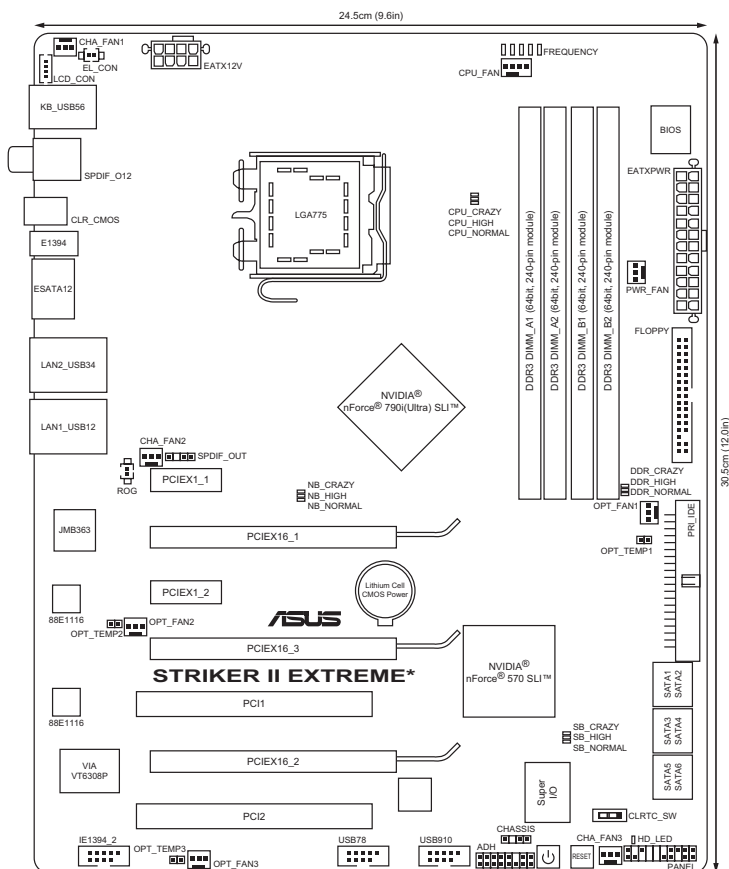 24.5cm (9.6in)
CHA_FAN1
EL_CON
LCD_CON
EATX12V
FREQUENCY
CPU_FAN
KB_USB56
BIOS
SPDIF_O12
EATXPWR
LGA775
CPU_CRAZY
CPU_HIGH
CPU_NORMAL
DDR3 DIMM_A1 (64bit, 240-pin module)
DDR3 DIMM_A2 (64bit, 240-pin module)
DDR3 DIMM_B1 (64bit, 240-pin module)
DDR3 DIMM_B2 (64bit, 240-pin module)
CLR_CMOS
E1394
ESATA12
PWR_FAN
FLOPPY
LAN2_USB34
NVIDIA®
nForce® 790i(Ultra) SLI™
LAN1_USB12
30.5cm (12.0in)
CHA_FAN2
SPDIF_OUT
ROG
PCIEX1_1
NB_CRAZY
NB_HIGH
NB_NORMAL
DDR_CRAZY
DDR_HIGH
DDR_NORMAL
OPT_FAN1
PRI_IDE
JMB363
PCIEX16_1
OPT_TEMP1
PCIEX1_2
Lithium Cell
CMOS Power
88E1116
OPT_FAN2
OPT_TEMP2
ASUS
PCIEX16_3
STRIKER II EXTREME*
NVIDIA®
nForce® 570 SLI™
SATA1
SATA2
PCI1
88E1116
SB_CRAZY
SB_HIGH
SB_NORMAL
SATA3
SATA4
VIA
VT6308P
PCIEX16_2
Super
I/O
SATA5
SATA6
PCI2
CLRTC_SW
IE1394_2
OPT_TEMP3
OPT_FAN3
USB78
USB910
CHASSIS
ADH
RESET
CHA_FAN3
HD_LED
PANEL